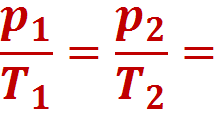 p₁/T₁ = p₂/T₂ =